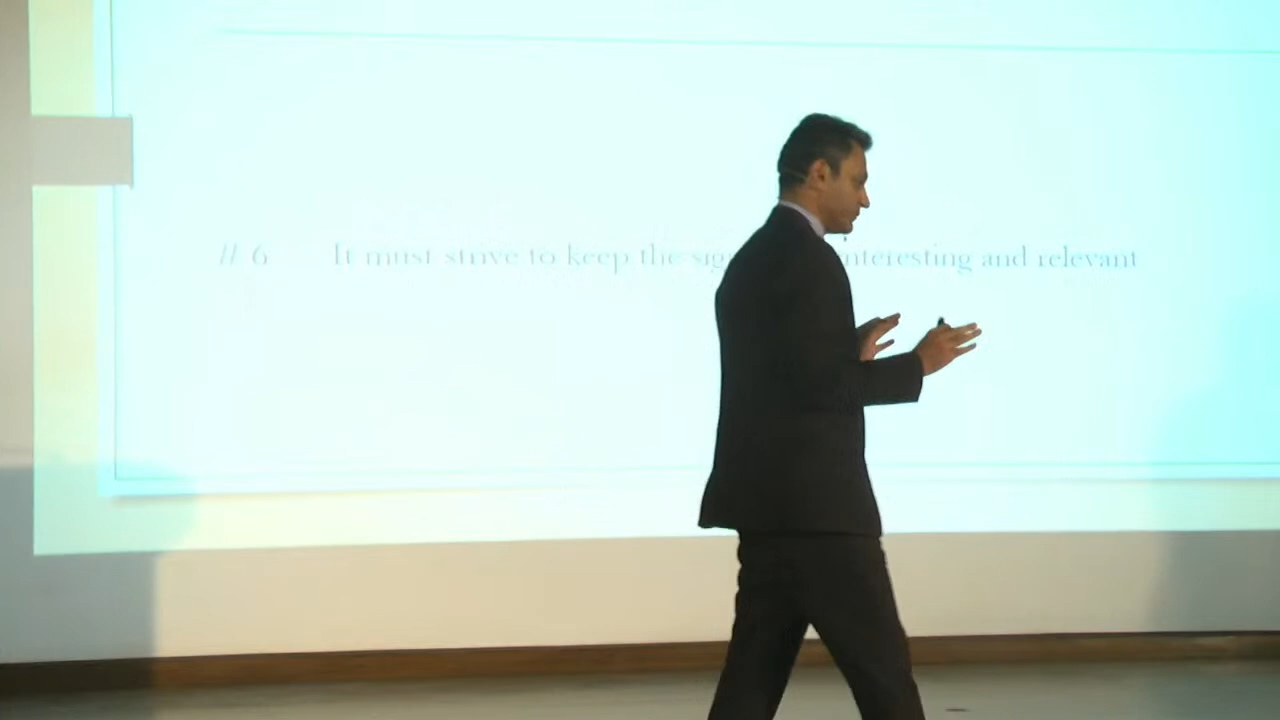 # 6 It must strive to keep the interesting and relevant